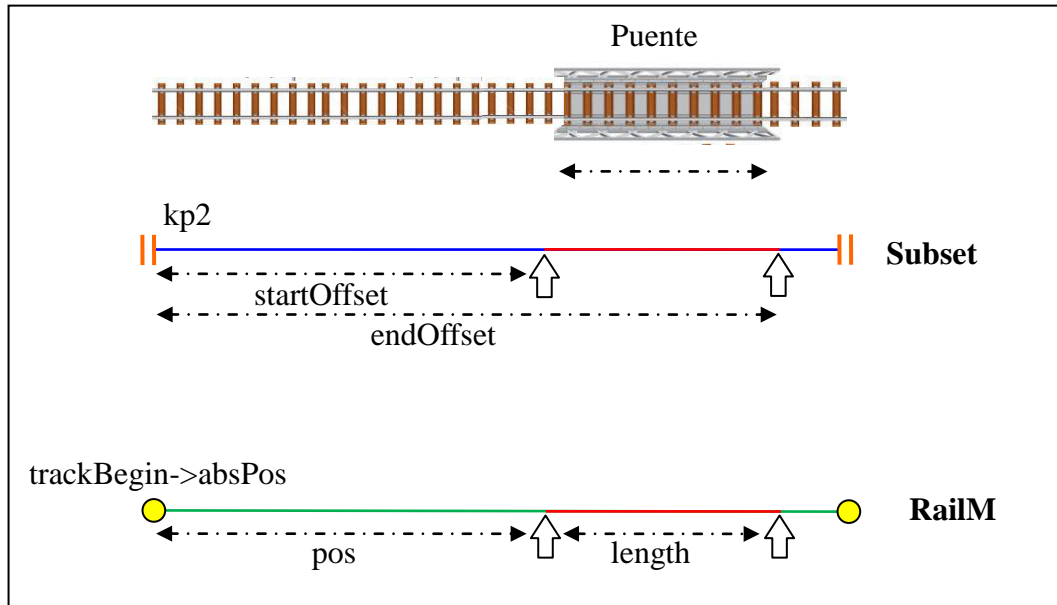 Puente
kp2
Subset
startOffset
endOffset
trackBegin->absPos
RailM
pos
length